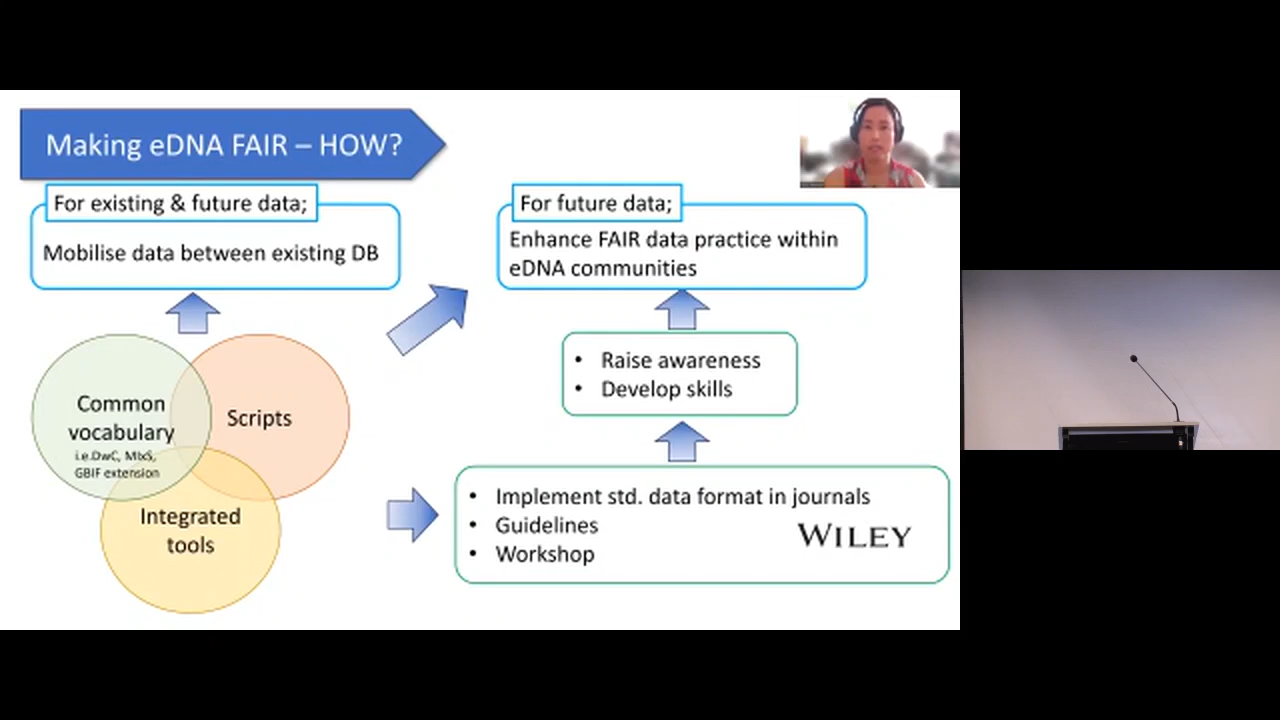 Making eDNA FAIR – HOW?
For existing & future data;
Mobilise data between existing DB
Common
vocabulary
i.e.DwC, MIxS,
GBIF extension
Scripts
Integrated
tools
For future data;
Enhance FAIR data practice within
eDNA communities
• Raise awareness
• Develop skills
• Implement std. data format in journals
• Guidelines
• Workshop
WILEY